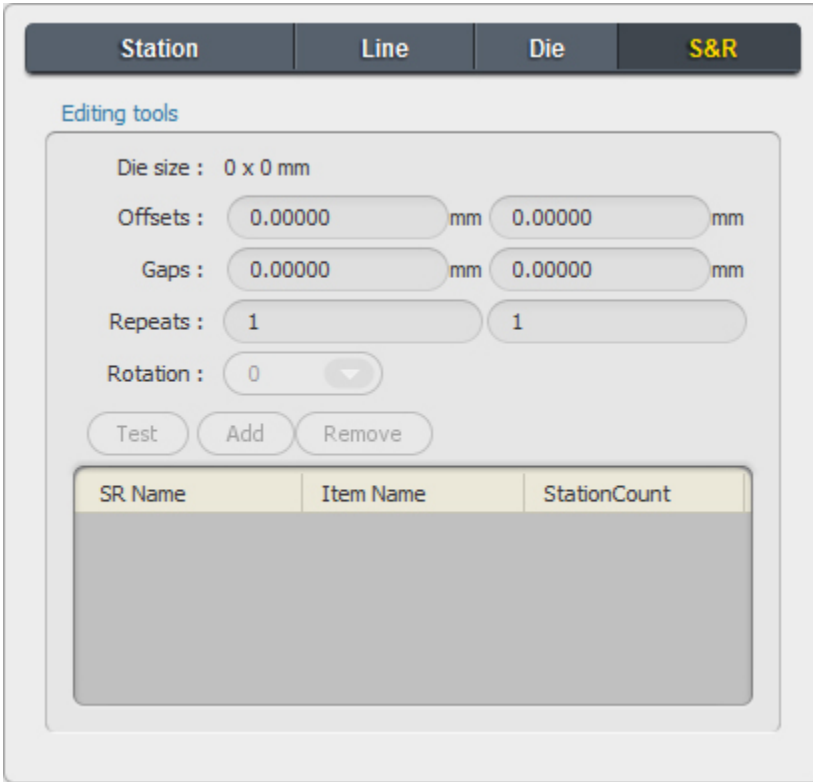 Station Line Die S&R
Editing tools
Die size : 0 x 0 mm
Offsets : 0.00000 mm 0.00000 mm
Gaps : 0.00000 mm 0.00000 mm
Repeats : 1 1
Rotation : 0
Test Add Remove
SR Name Item Name StationCount